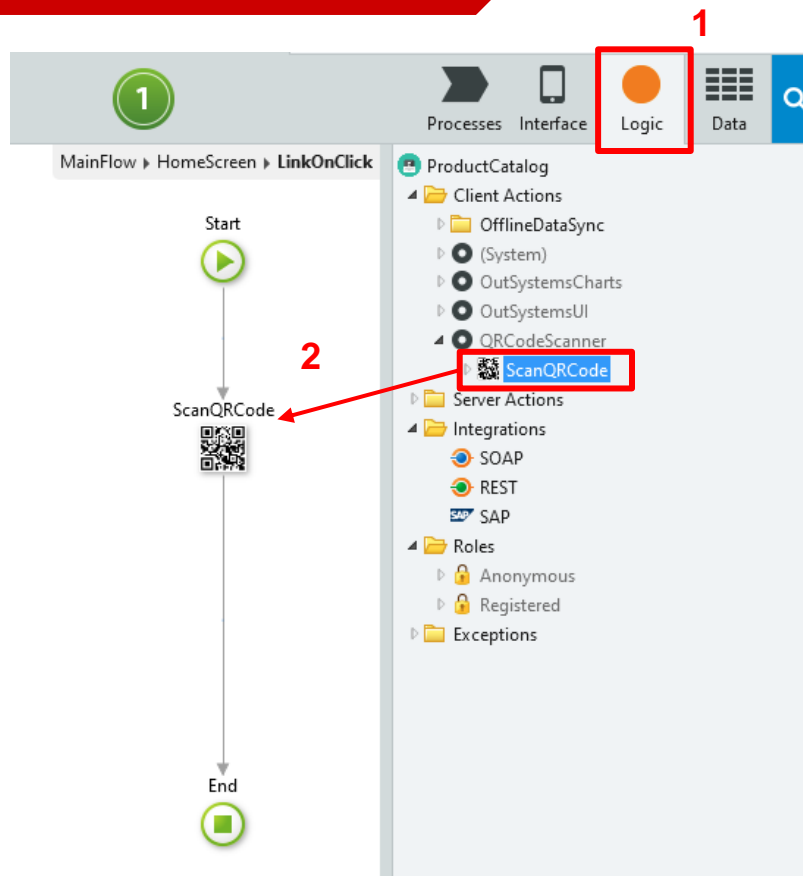 1
1
Processes Interface Logic Data
MainFlow HomeScreen LinkOnClick
Start
2
ScanQRCode
End
ProductCatalog
Client Actions
OfflineDataSync
(System)
OutSystemsCharts
OutSystemsUI
QRCodeScanner
ScanQRCode
Server Actions
Integrations
SOAP
REST
SAP SAP
Roles
Anonymous
Registered
Exceptions